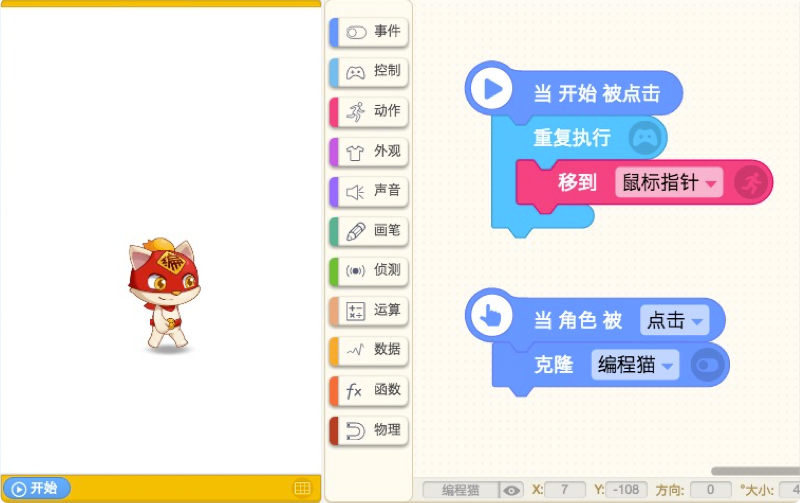 事件
控制
动作
外观
声音
画笔
侦测
运算
数据
fx 函数
物理
当 开始 被点击
重复执行
移到 鼠标指针
当 角色 被 点击
克隆 编程猫
开始
编程猫 X: 7 Y: -108 方向: 0 °大小: 4